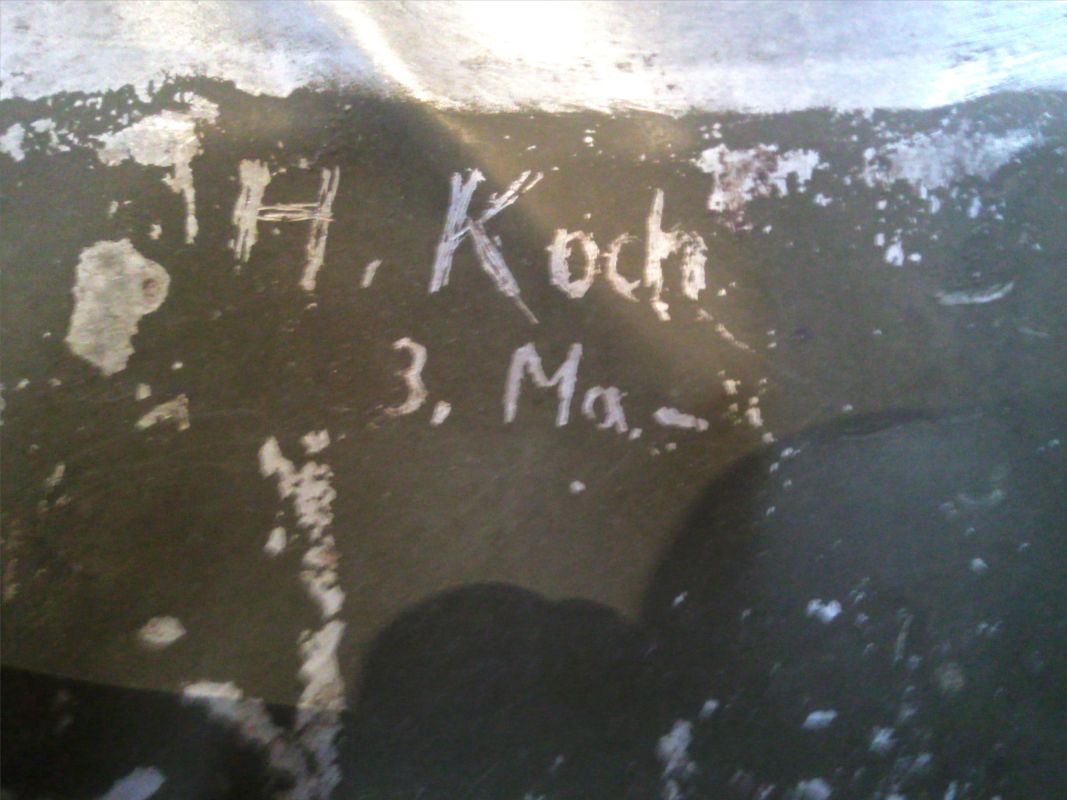 H. Koch
3. Ma.-